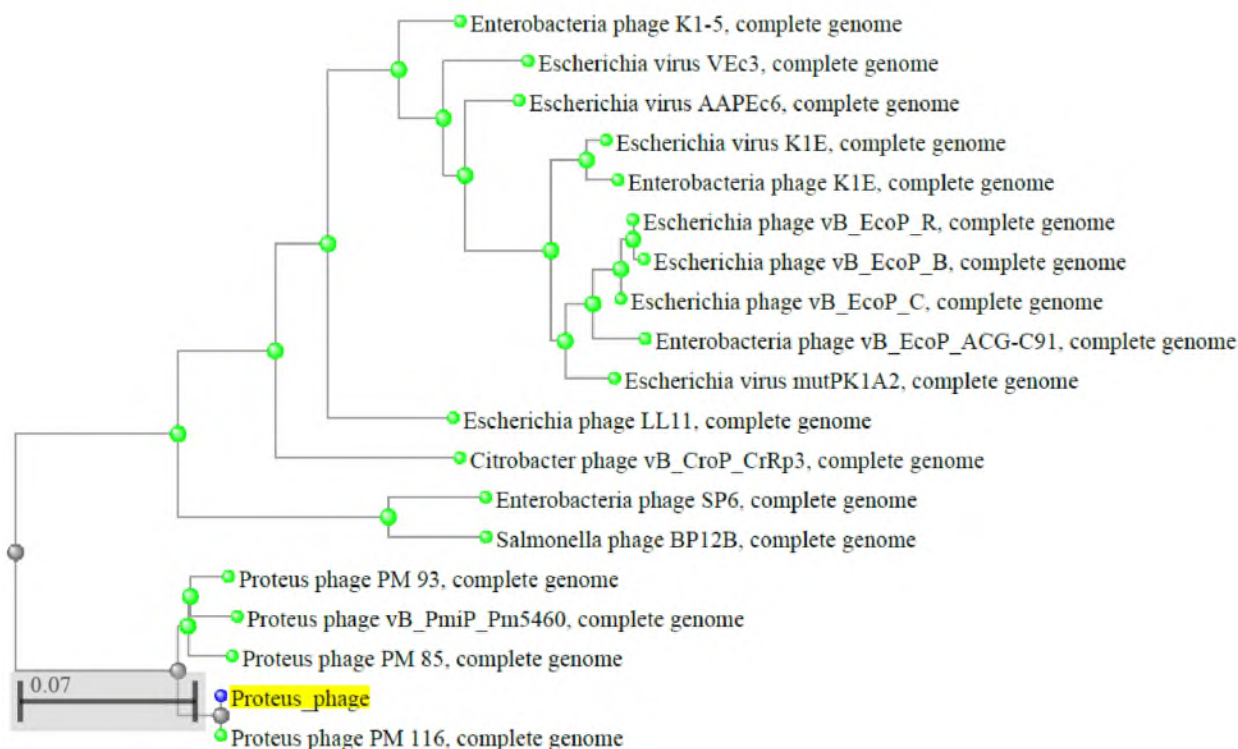 Enterobacteria phage K1-5, complete genome
Escherichia virus VEc3, complete genome
Escherichia virus AAPEc6, complete genome
Escherichia virus K1E, complete genome
Enterobacteria phage K1E, complete genome
Escherichia phage vB_EcoP_R, complete genome
Escherichia phage vB_EcoP_B, complete genome
Escherichia phage vB_EcoP_C, complete genome
Enterobacteria phage vB_EcoP_ACG-C91, complete genome
Escherichia virus mutPK1A2, complete genome
Escherichia phage LL11, complete genome
Citrobacter phage vB_CroP_CrRp3, complete genome
Enterobacteria phage SP6, complete genome
Salmonella phage BP12B, complete genome
Proteus phage PM 93, complete genome
Proteus phage vB_PmiP_Pm5460, complete genome
Proteus phage PM 85, complete genome
0.07
Proteus_phage
Proteus phage PM 116, complete genome